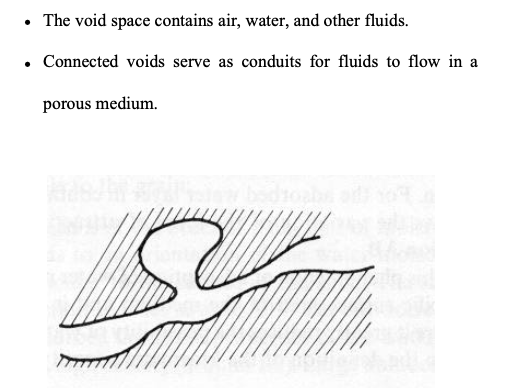 • The void space contains air, water, and other fluids.
• Connected voids serve as conduits for fluids to flow in a
porous medium.